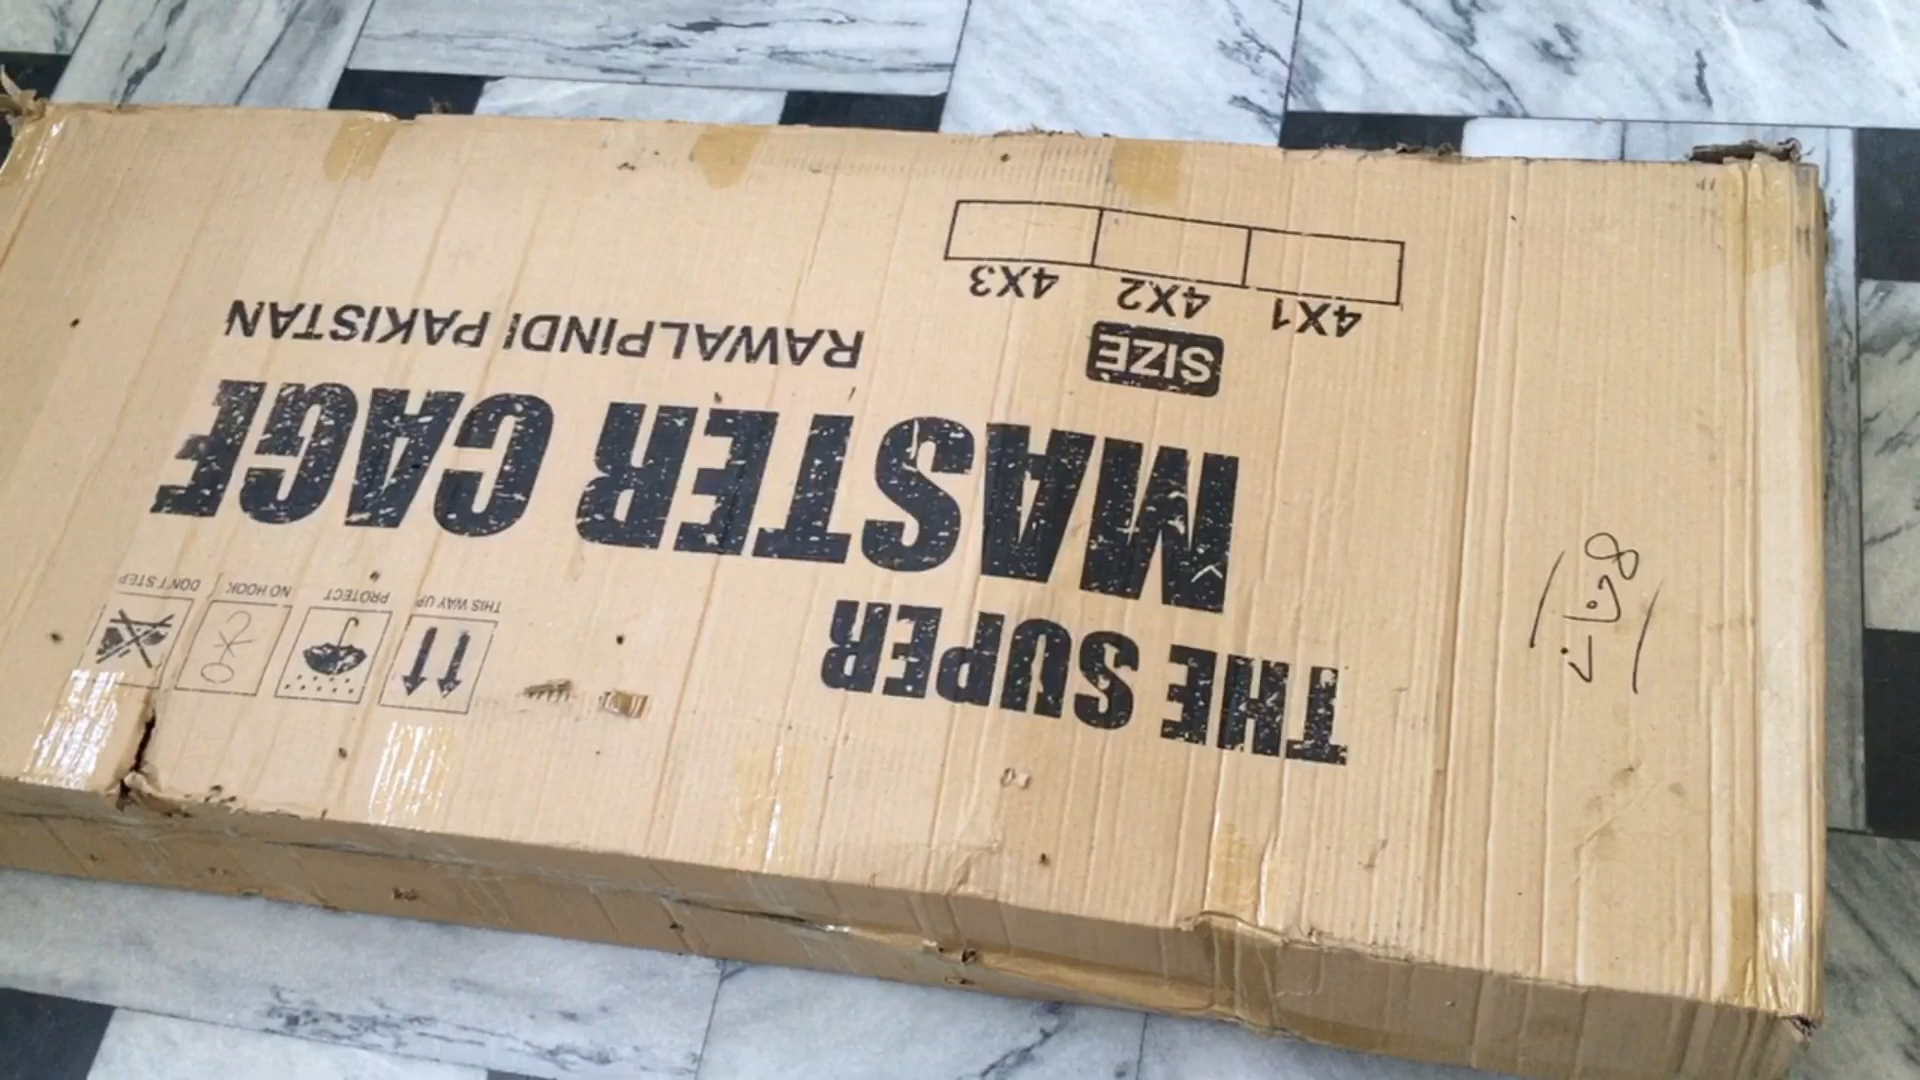 THE SUPER
MASTER CAGE
RAWALPINDI PAKISTAN
SIZE
4X1 4X2 4X3
THIS WAY UP PROTECT NO HOOK DON'T STEP